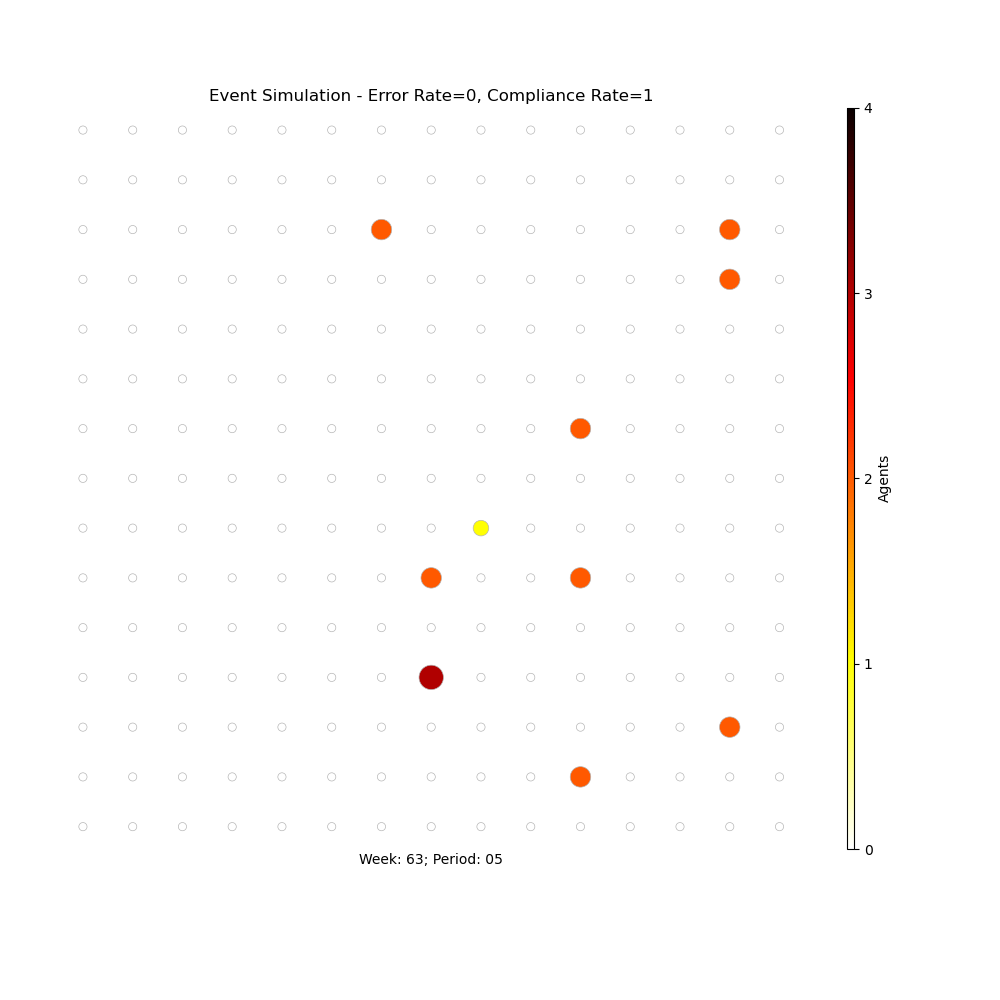 Event Simulation - Error Rate=0, Compliance Rate=1
4
3
2
1
0
Agents
Week: 63; Period: 05